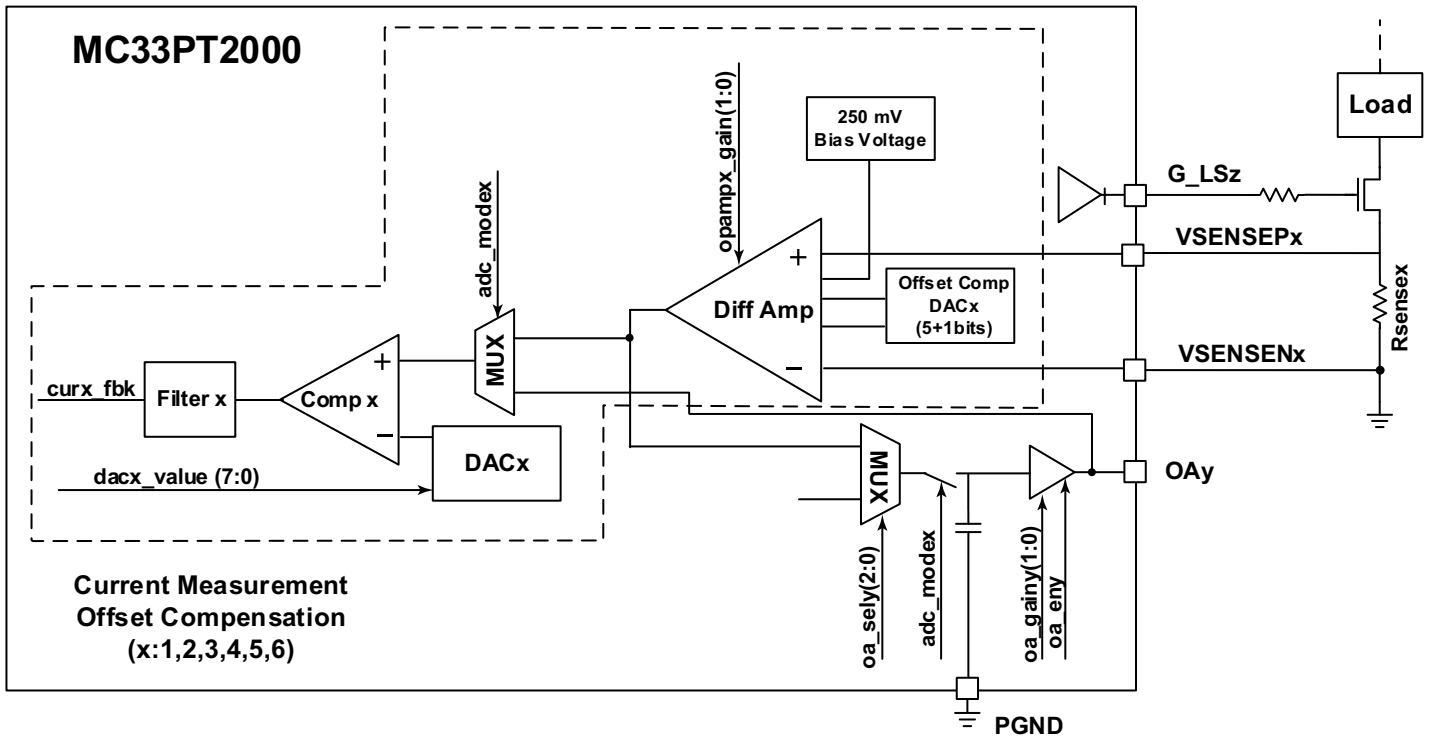 MC33PT2000
250 mV
Bias Voltage
opampx_gain(1:0)
adc_modex
Load
G_LSz
VSENSEPx
+
Diff Amp
−
Offset Comp
DACx
(5+1bits)
Rsensex
VSENSENx
MUX
curx_fbk
Filter x
+
Comp x
−
DACx
dacx_value (7:0)
MUX
OAy
oa_sely(2:0)
adc_modex
oa_gainy(1:0)
oa_eny
Current Measurement
Offset Compensation
(x:1,2,3,4,5,6)
PGND